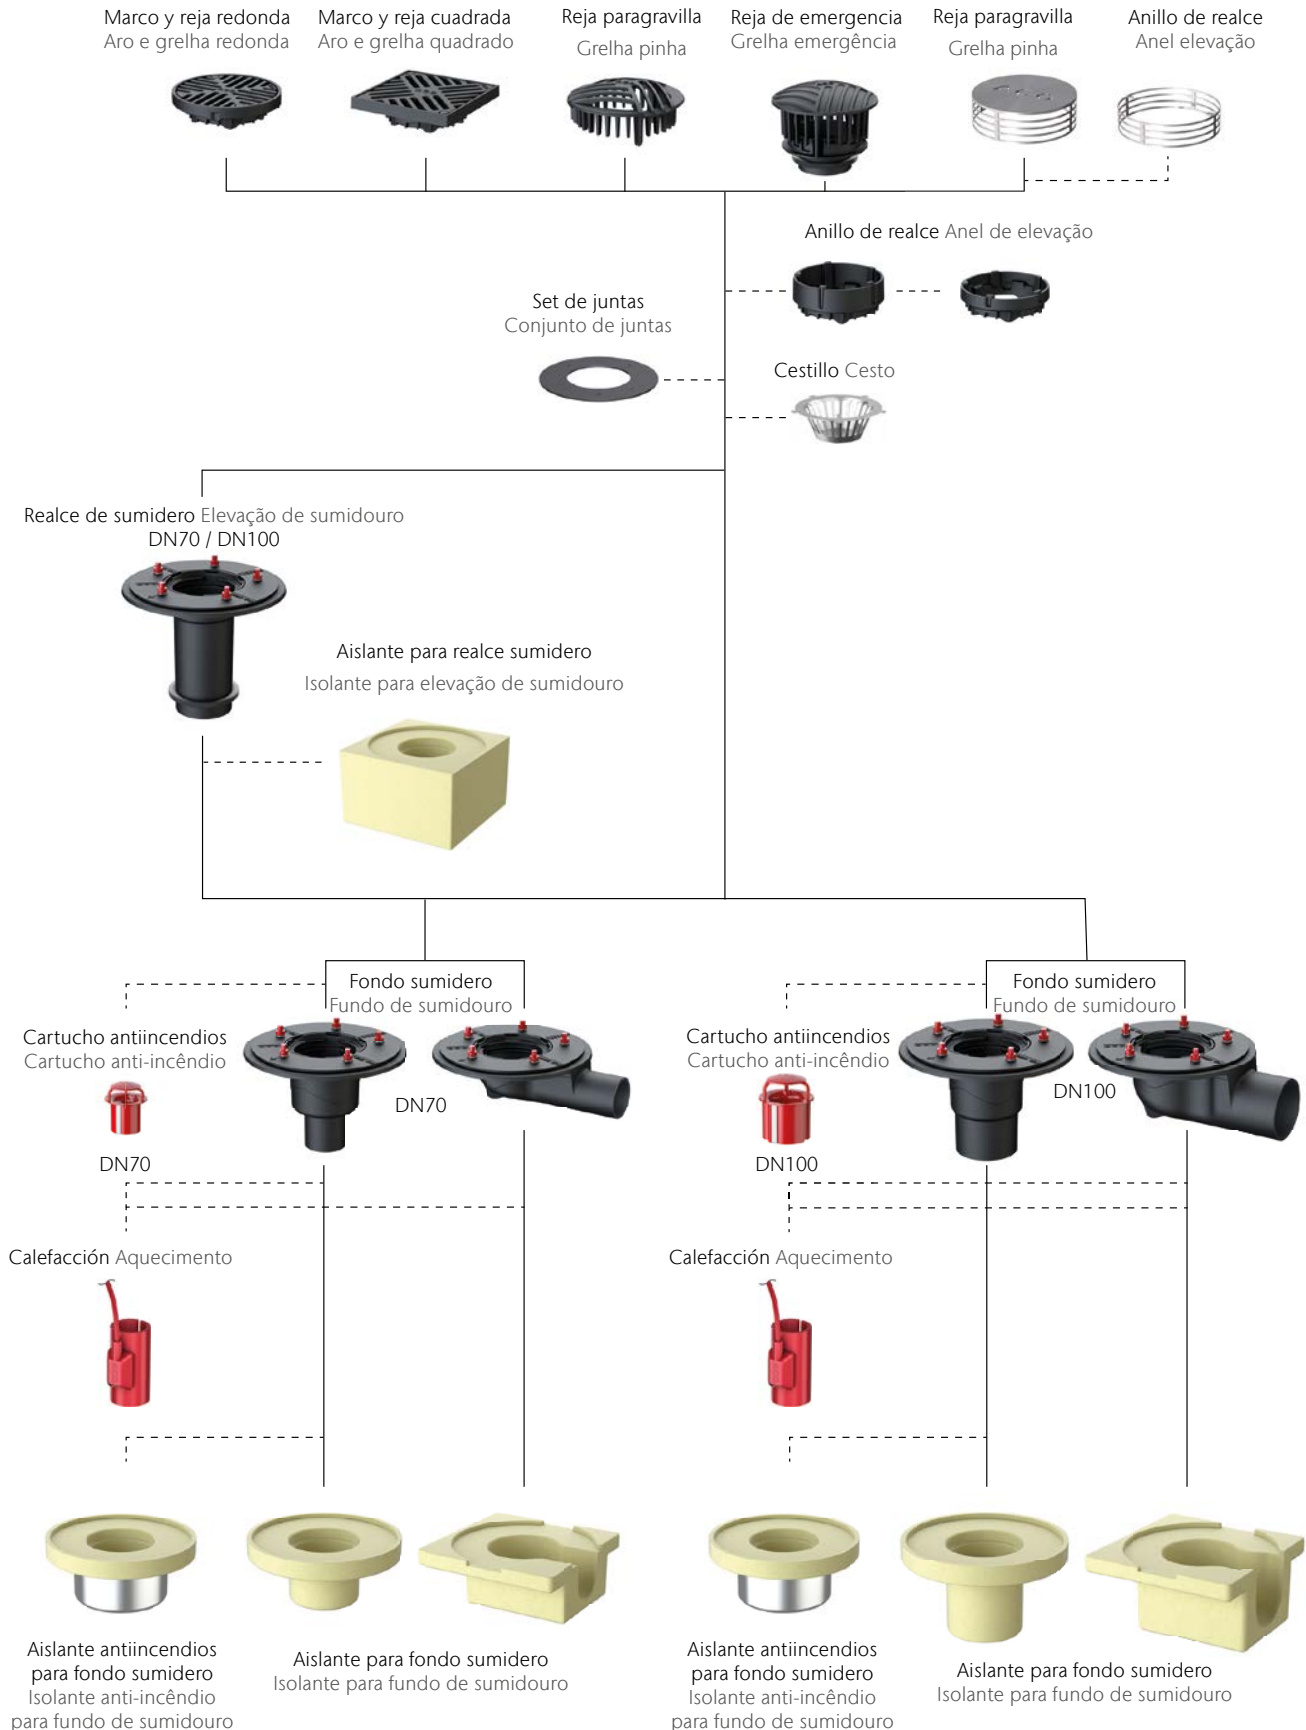 Marco y reja redonda
Aro e grelha redonda
Marco y reja cuadrada
Aro e grelha quadrado
Reja paragravilla
Grelha pinha
Reja de emergencia
Grelha emergência
Reja paragravilla
Grelha pinha
Anillo de realce
Anel elevação
Anillo de realce Anel de elevação
Set de juntas
Conjunto de juntas
Cestillo Cesto
Realce de sumidero Elevação de sumidouro
DN70 / DN100
Aislante para realce sumidero
Isolante para elevação de sumidouro
Fondo sumidero
Fundo de sumidouro
Cartucho antiincendios
Cartucho anti-incêndio
DN70
DN70
Calefacción Aquecimento
Fondo sumidero
Fundo de sumidouro
Cartucho antiincendios
Cartucho anti-incêndio
DN100
DN100
Calefacción Aquecimento
Aislante antiincendios
para fondo sumidero
Isolante anti-incêndio
para fundo de sumidouro
Aislante para fondo sumidero
Isolante para fundo de sumidouro
Aislante antiincendios
para fondo sumidero
Isolante anti-incêndio
para fundo de sumidouro
Aislante para fondo sumidero
Isolante para fundo de sumidouro